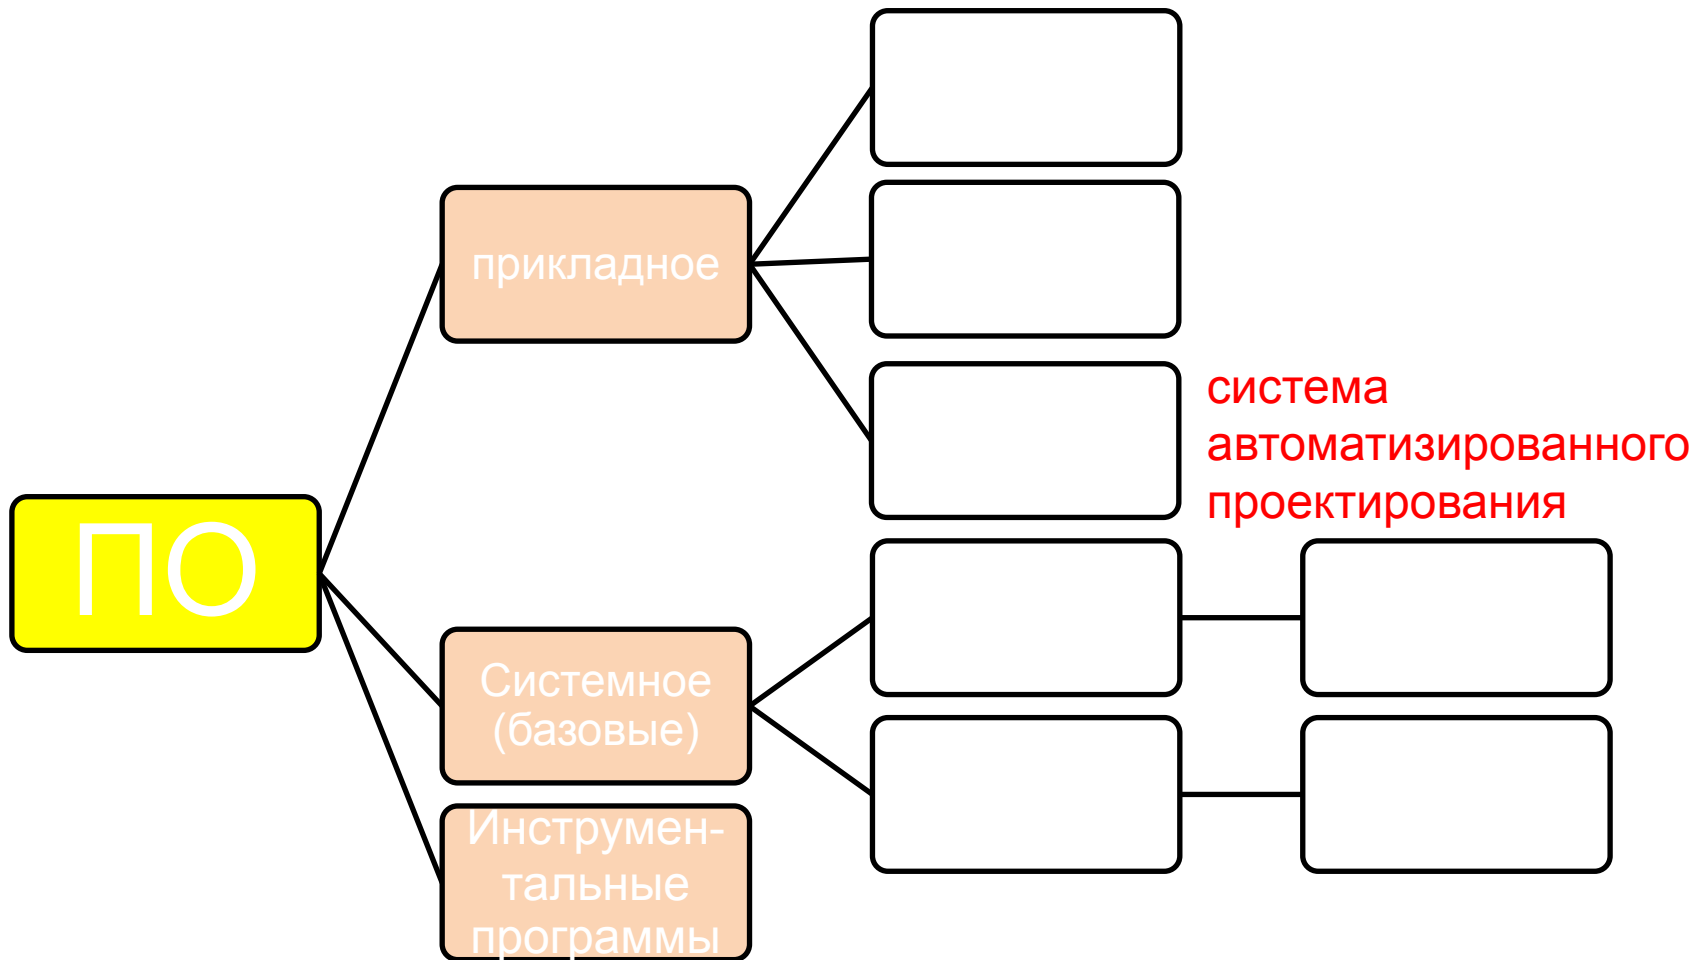 ПО
прикладное
система
автоматизированного
проектирования
Системное
(базовые)
Инструмен-
тальные
программы